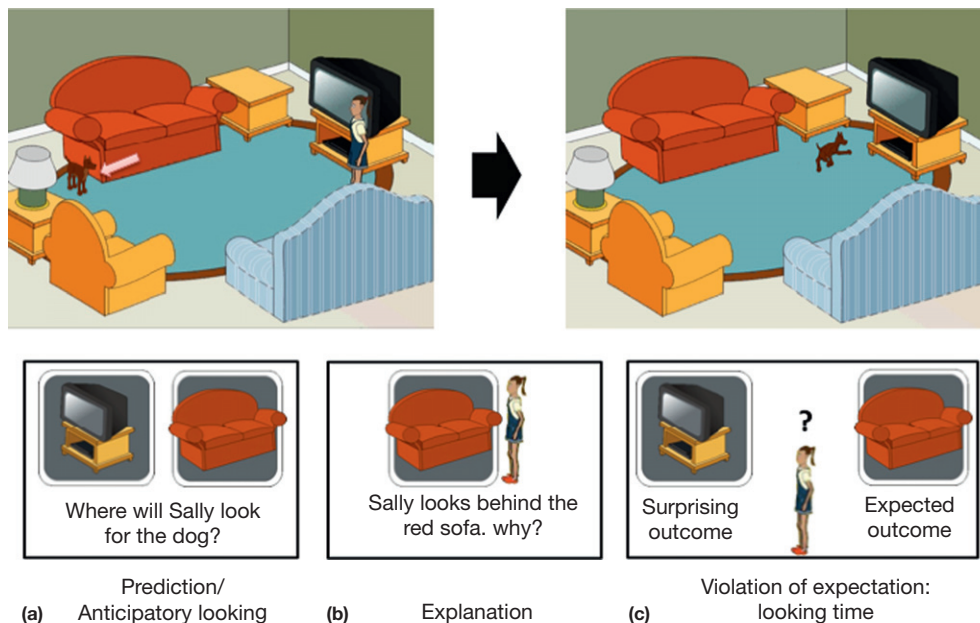 Where will Sally look
for the dog?
Sally looks behind the
red sofa. why?
?
Surprising
outcome
Expected
outcome
(a) Prediction/
Anticipatory looking
(b) Explanation
(c) Violation of expectation:
looking time